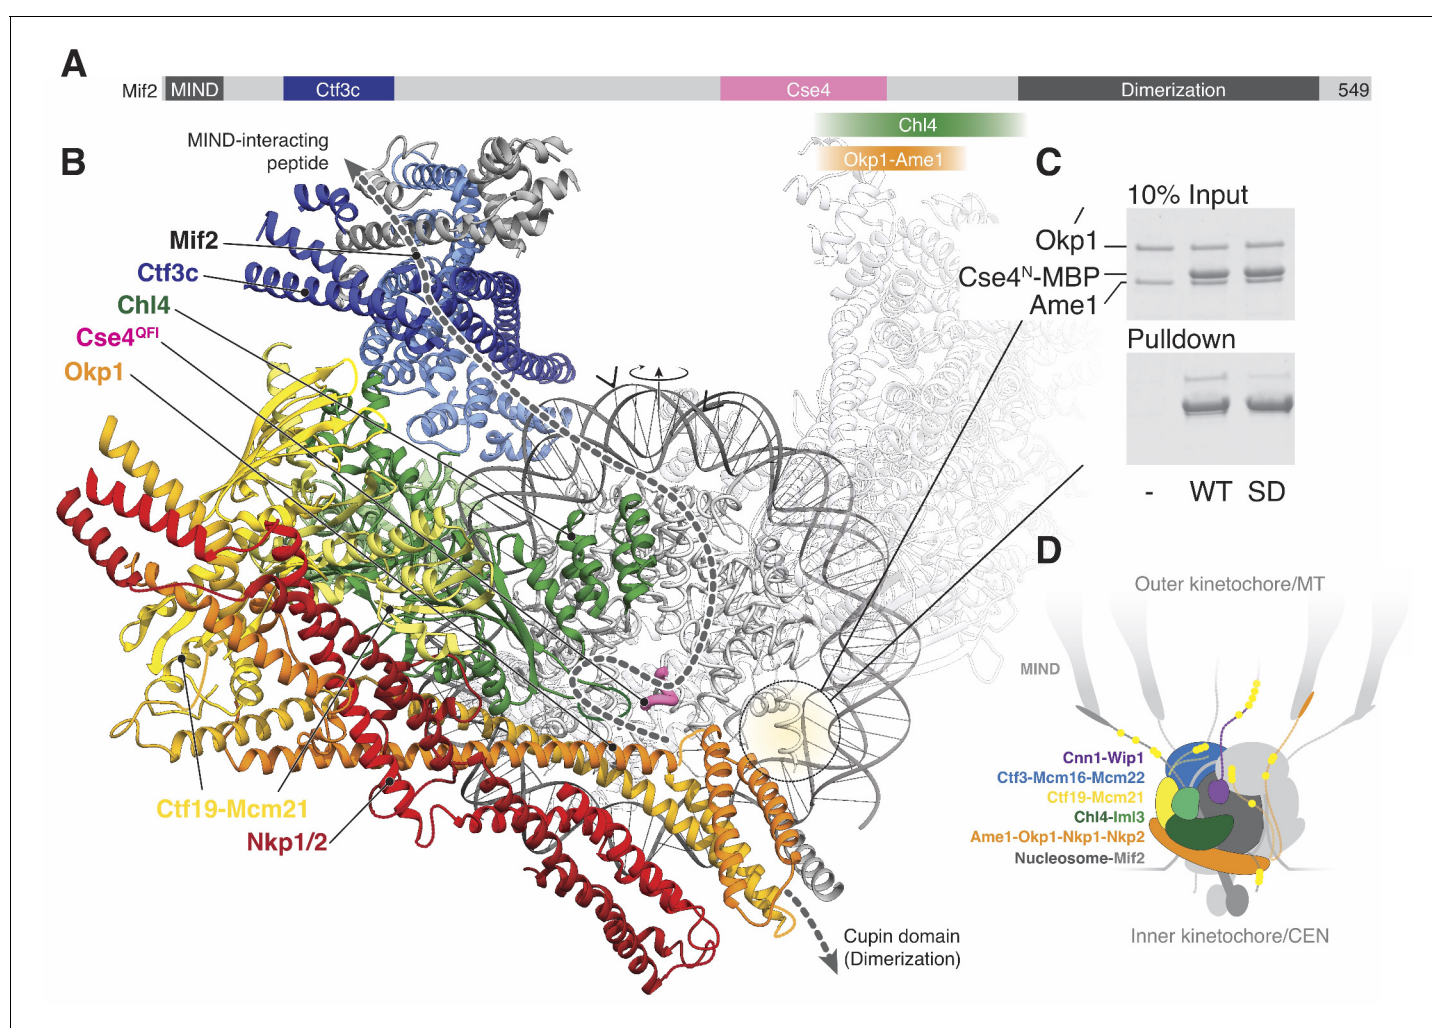 A
Mif2 MIND Ctf3c Cse4 Dimerization 549
Chl4
Okp1-Ame1
B
MIND-interacting
peptide
Mif2
Ctf3c
Chl4
Cse4QFI
Okp1
Ctf19-Mcm21
Nkp1/2
Cupin domain
(Dimerization)
C
10% Input
Okp1
Cse4N-MBP
Ame1
Pulldown
- WT SD
D
Outer kinetochore/MT
MIND
Cnn1-Wip1
Ctf3-Mcm16-Mcm22
Ctf19-Mcm21
Chl4-Iml3
Ame1-Okp1-Nkp1-Nkp2
Nucleosome-Mif2
Inner kinetochore/CEN